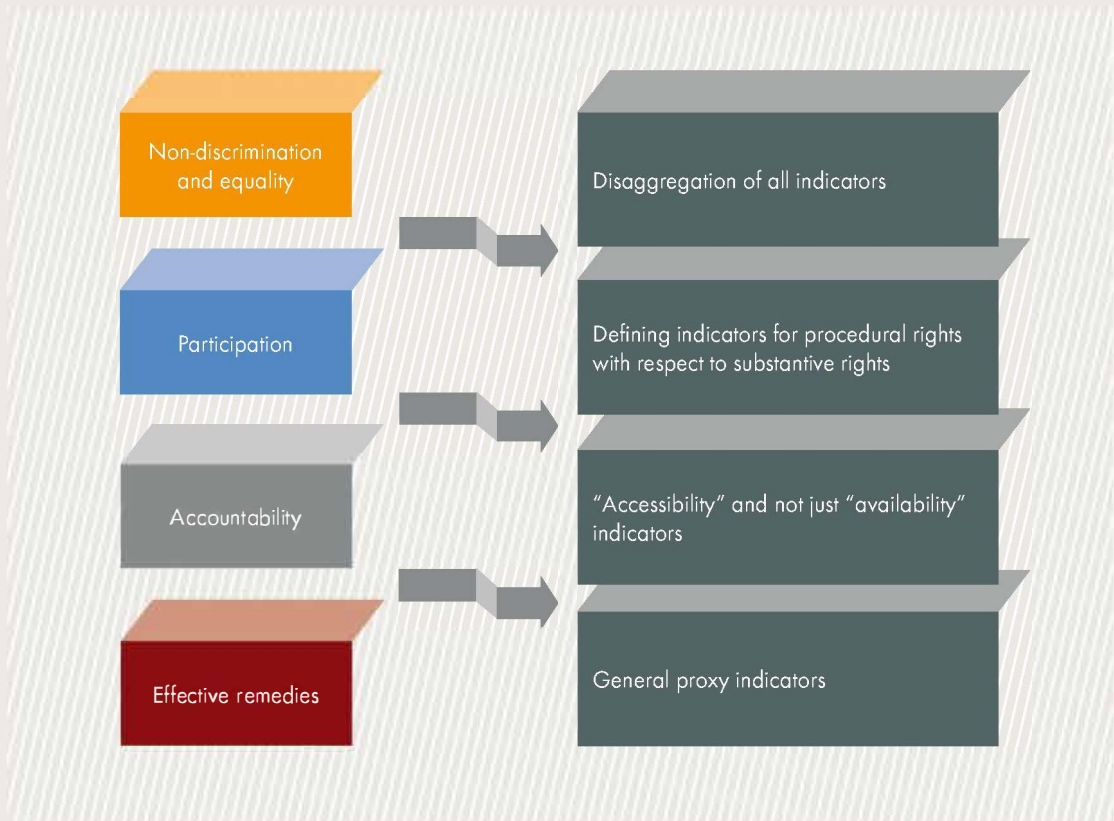 Non-discrimination
and equality
Participation
Accountability
Effective remedies
Disaggregation of all indicators
Defining indicators for procedural rights
with respect to substantive rights
“Accessibility” and not just “availability”
indicators
General proxy indicators